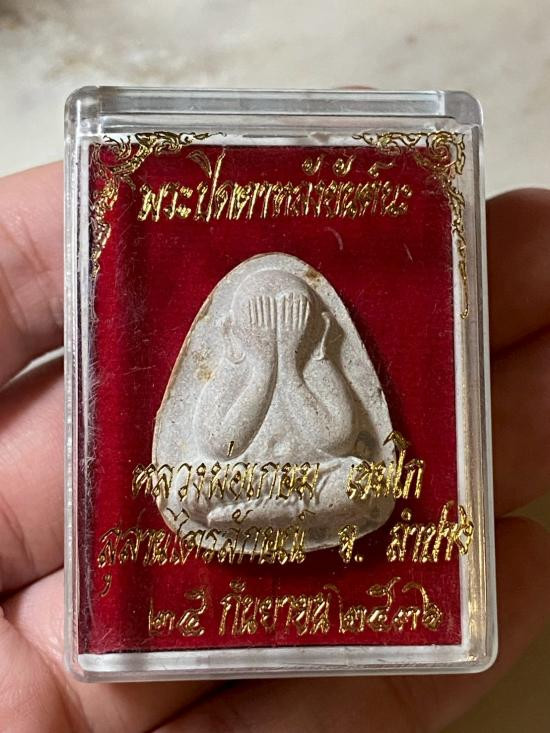 พระปิดตาหลังยันต์นะ
หลวงพ่อเกษม เขมโก
สุสานไตรลักษณ์ จ. ลำปาง
๒๕ กันยายน ๒๕๓๖